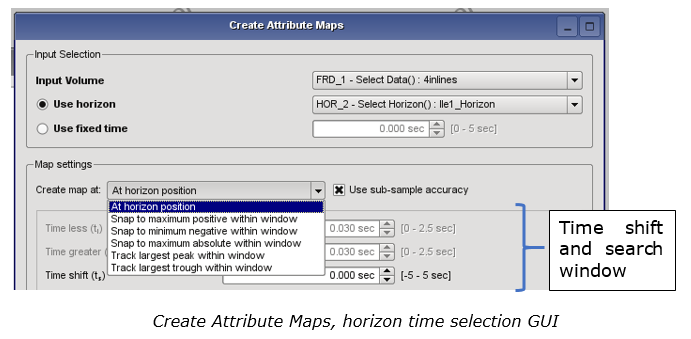 Create Attribute Maps
Input Selection
Input Volume FRD_1 - Select Data() : 4inlines
Use horizon HOR_2 - Select Horizon() : Ile1_Horizon
Use fixed time 0.000 sec [0 - 5 sec]
Map settings
Create map at: At horizon position Use sub-sample accuracy
At horizon position
Snap to maximum positive within window
Snap to minimum negative within window
Snap to maximum absolute within window
Track largest peak within window
Track largest trough within window
Time less (tₗ) 0.030 sec [0 - 2.5 sec]
Time greater ( 0.030 sec [0 - 2.5 sec]
Time shift (tₛ) 0.000 sec [-5 - 5 sec]
Time shift
and search
window
Create Attribute Maps, horizon time selection GUI